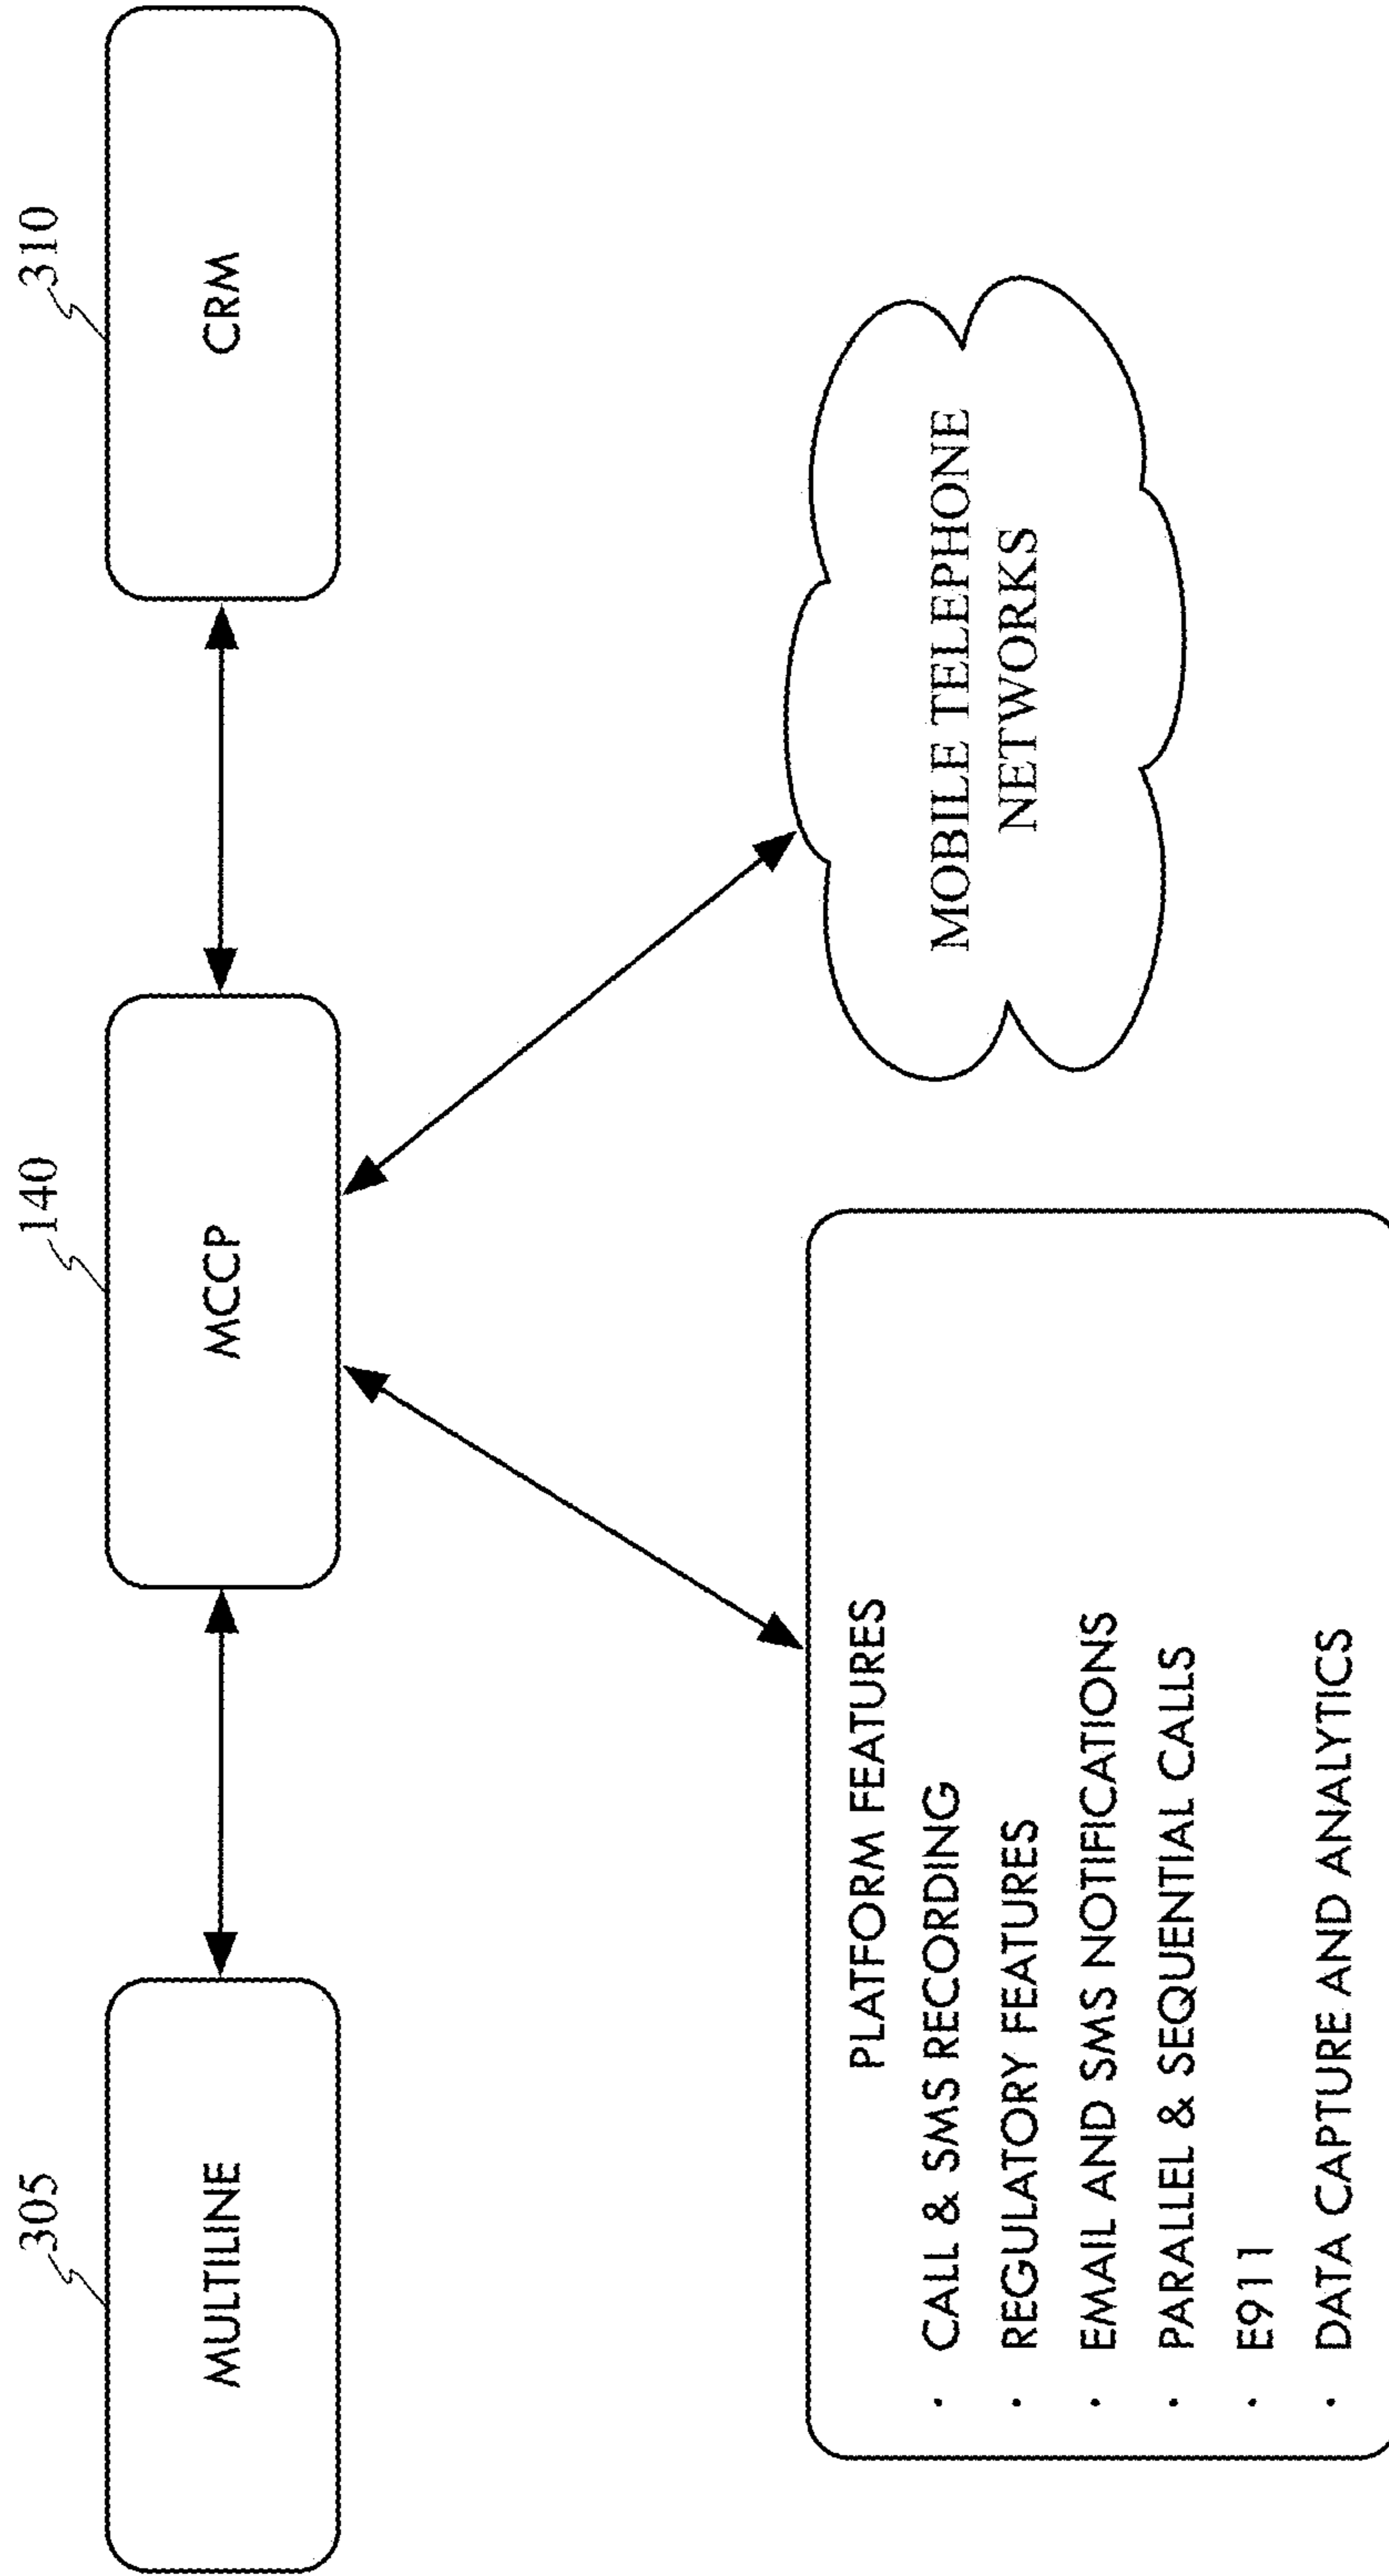 305
140
310
MULTILINE
MCCP
CRM
PLATFORM FEATURES
· CALL & SMS RECORDING
· REGULATORY FEATURES
· EMAIL AND SMS NOTIFICATIONS
· PARALLEL & SEQUENTIAL CALLS
· E911
· DATA CAPTURE AND ANALYTICS
MOBILE TELEPHONE
NETWORKS